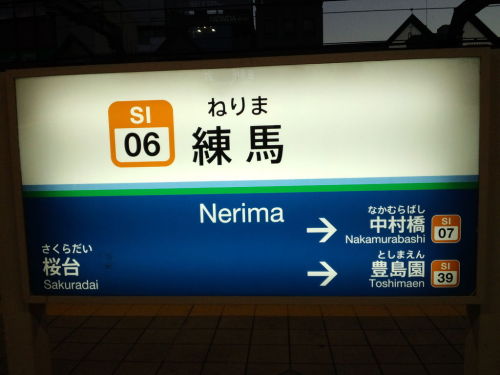 SI
06
ねりま
練馬
Nerima
さくらだい
桜台
Sakuradai
→ なかむらばし
中村橋
Nakamurabashi
SI
07
→ としまえん
豊島園
Toshimaen
SI
39